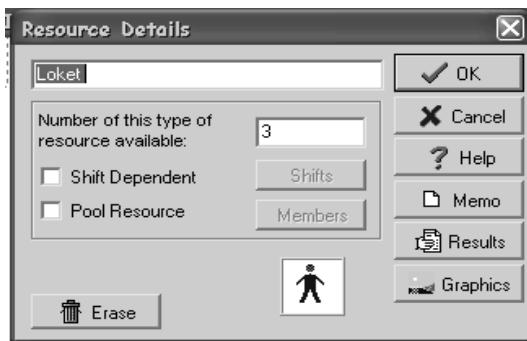 Resource Details
Loket
OK
Number of this type of
resource available:
3
Cancel
Help
Shift Dependent
Shifts
Memo
Pool Resource
Members
Results
Graphics
Erase